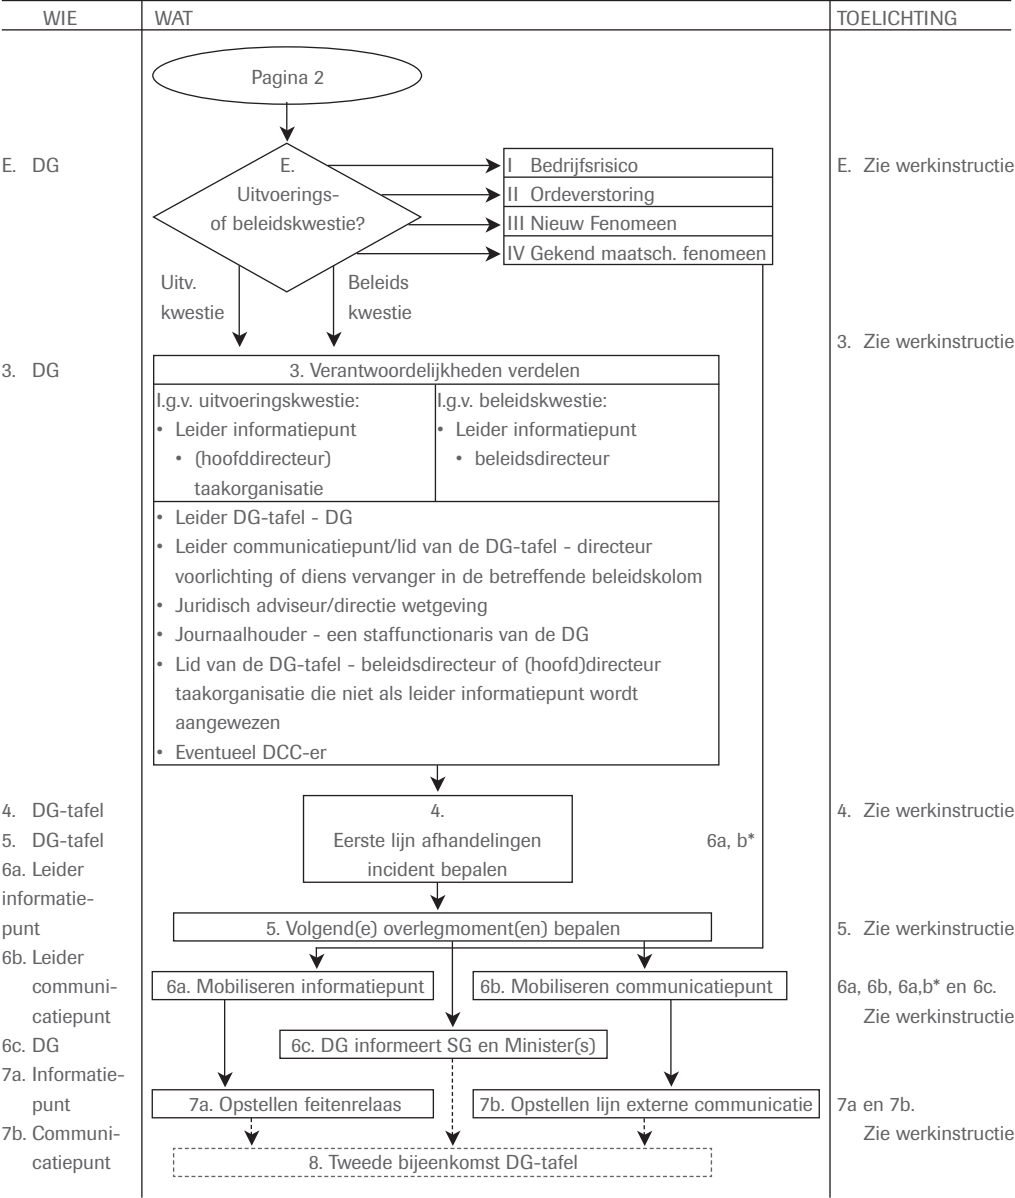 WIE
WAT
TOELICHTING
Pagina 2
E. DG
E.
Uitvoerings-
of beleidskwestie?
I Bedrijfsrisico
II Ordeverstoring
III Nieuw Fenomeen
IV Gekend maatsch. fenomeen
E. Zie werkinstructie
Uitv.
kwestie
Beleids
kwestie
3. Zie werkinstructie
3. DG
3. Verantwoordelijkheden verdelen
I.g.v. uitvoeringskwestie:
• Leider informatiepunt
• (hoofddirecteur)
taakorganisatie
I.g.v. beleidskwestie:
• Leider informatiepunt
• beleidsdirecteur
• Leider DG-tafel - DG
• Leider communicatiepunt/lid van de DG-tafel - directeur
voorlichting of diens vervanger in de betreffende beleidskolom
• Juridisch adviseur/directie wetgeving
• Journaalhouder - een staffunctionaris van de DG
• Lid van de DG-tafel - beleidsdirecteur of (hoofd)directeur
taakorganisatie die niet als leider informatiepunt wordt
aangewezen
• Eventueel DCC-er
4. DG-tafel
5. DG-tafel
6a. Leider
informatie-
punt
6b. Leider
communi-
catiepunt
6c. DG
7a. Informatie-
punt
7b. Communi-
catiepunt
4.
Eerste lijn afhandelingen
incident bepalen
6a, b*
5. Volgend(e) overlegmoment(en) bepalen
6a. Mobiliseren informatiepunt
6b. Mobiliseren communicatiepunt
6c. DG informeert SG en Minister(s)
7a. Opstellen feitenrelaas
7b. Opstellen lijn externe communicatie
8. Tweede bijeenkomst DG-tafel
4. Zie werkinstructie
5. Zie werkinstructie
6a, 6b, 6a,b* en 6c.
Zie werkinstructie
7a en 7b.
Zie werkinstructie